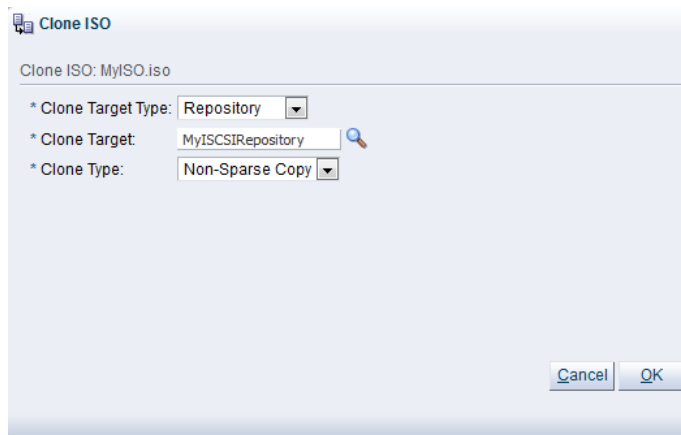 Clone ISO
Clone ISO: MyISO.iso
* Clone Target Type: Repository
* Clone Target: MyISCSIRepository
* Clone Type: Non-Sparse Copy
Cancel OK